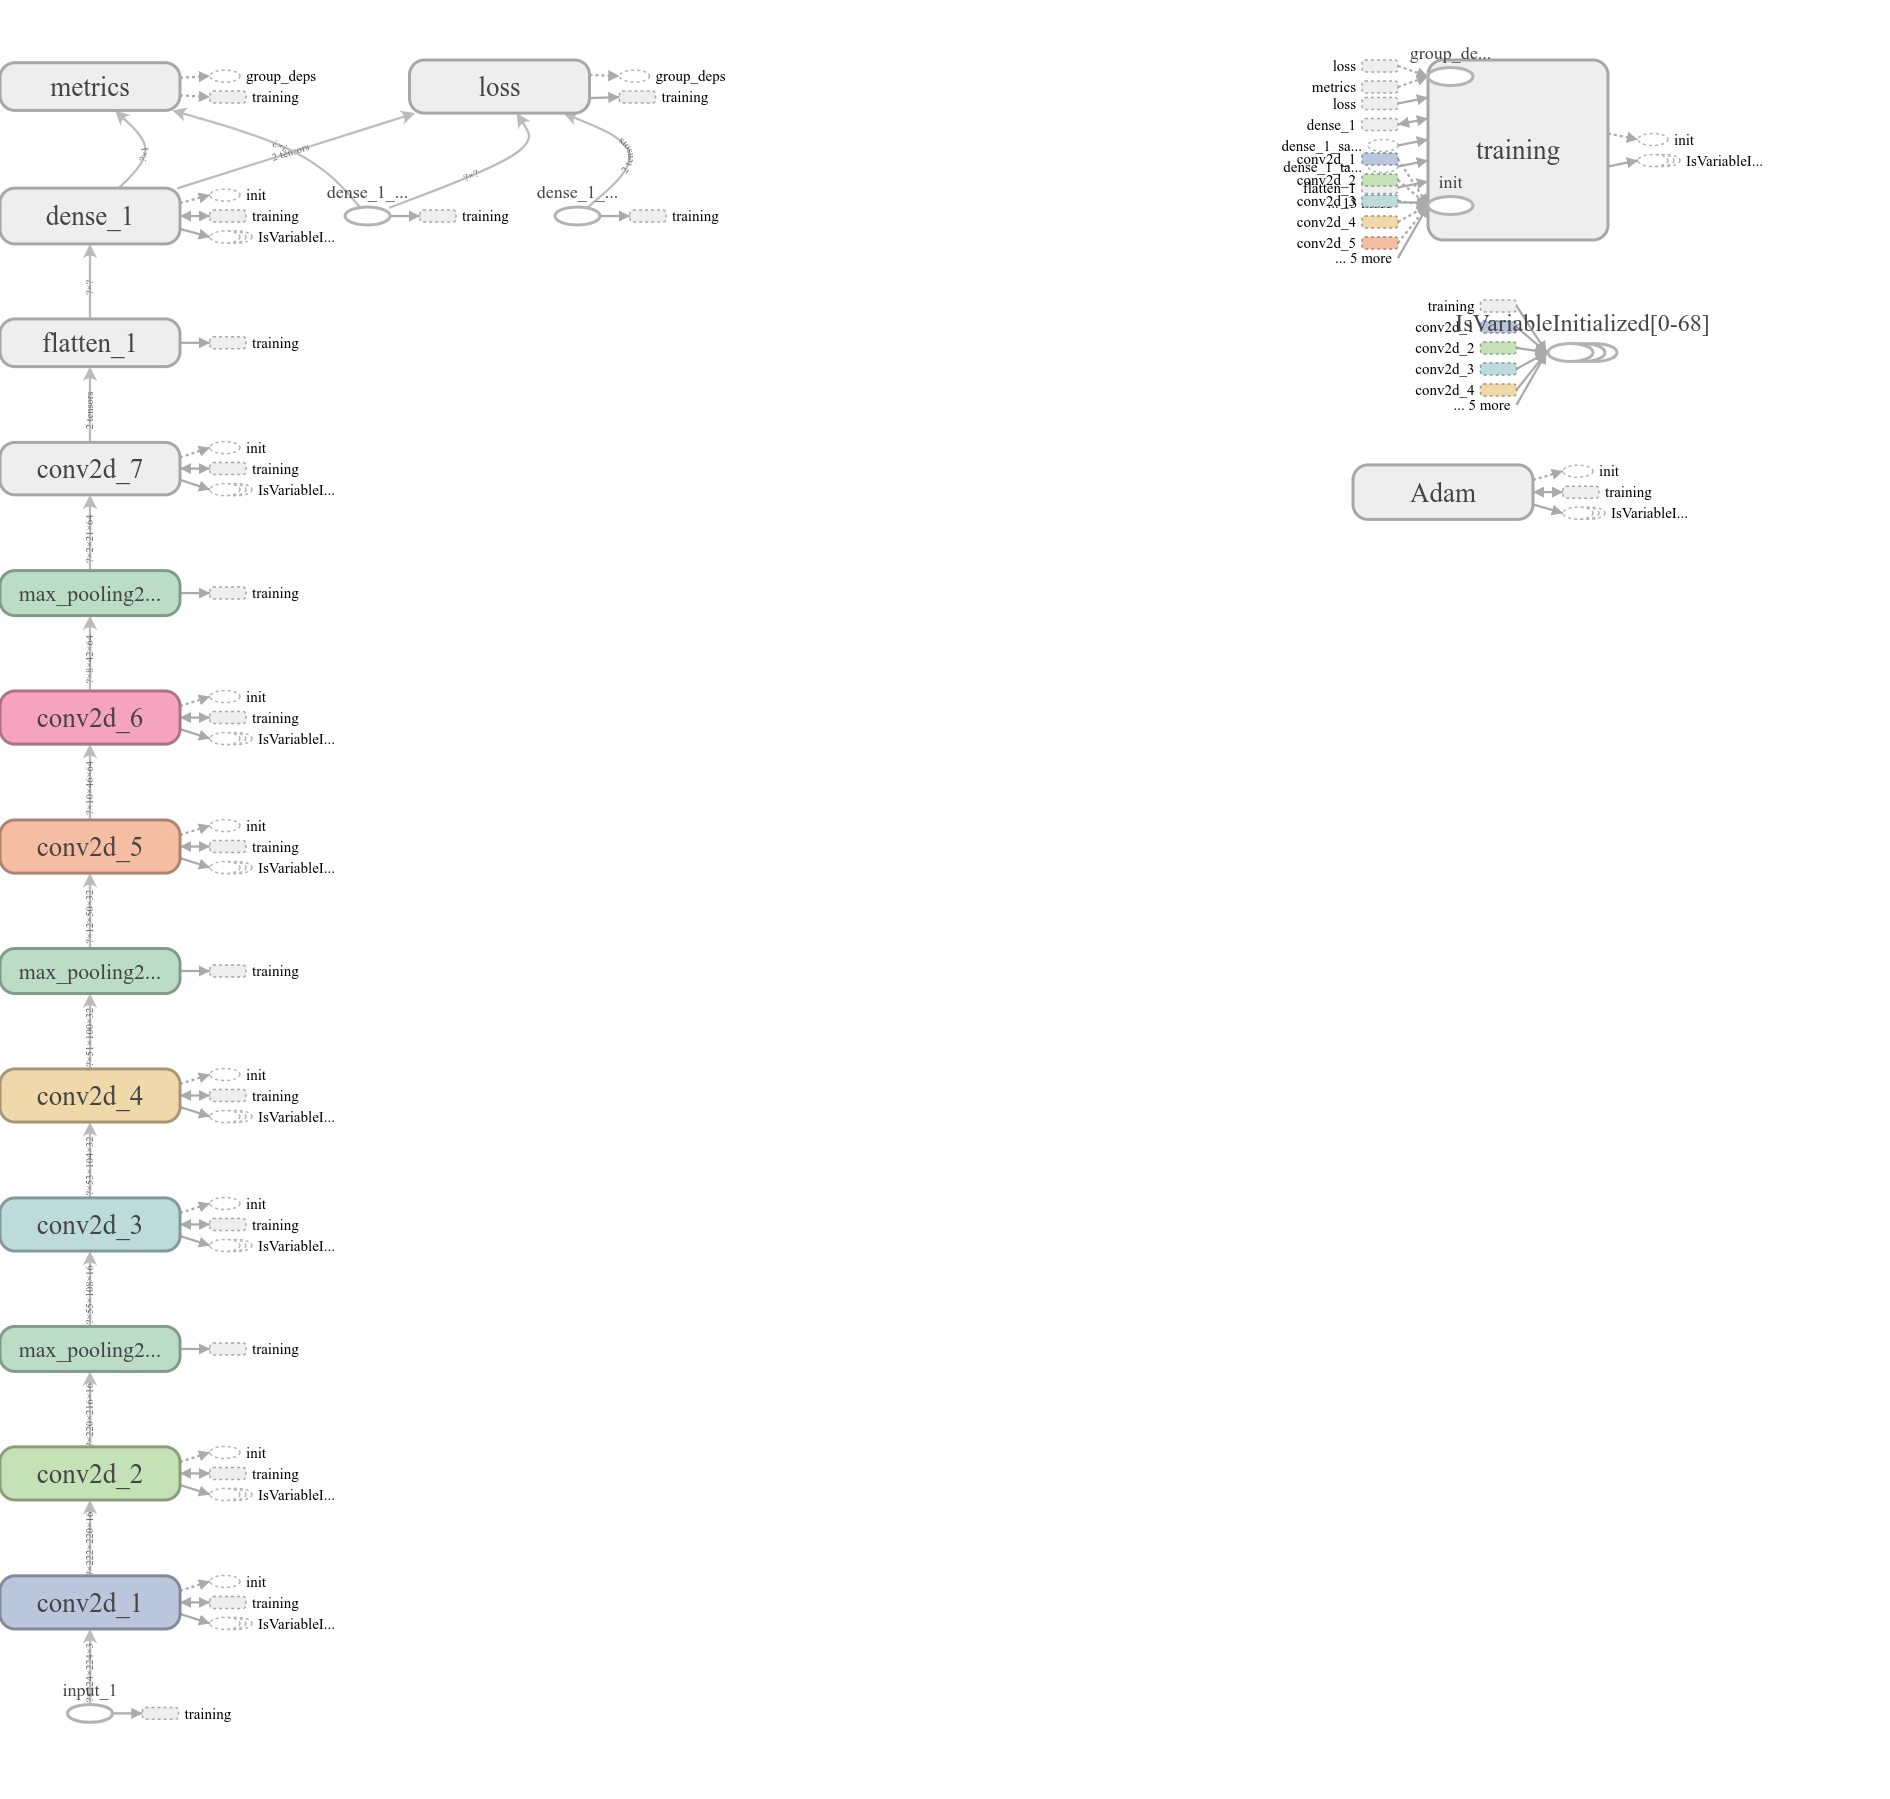 metrics
group_deps
training
?×1
loss
group_deps
training
2 tensors
?×?
2 tensors
dense_1
init
training
IsVariableI...
dense_1_...
training
dense_1_...
training
?×?
flatten_1
training
2 tensors
conv2d_7
init
training
IsVariableI...
?×2×21×64
max_pooling2...
training
?×8×42×64
conv2d_6
init
training
IsVariableI...
?×10×46×64
conv2d_5
init
training
IsVariableI...
?×12×50×32
max_pooling2...
training
?×51×100×32
conv2d_4
init
training
IsVariableI...
?×53×104×32
conv2d_3
init
training
IsVariableI...
?×55×108×16
max_pooling2...
training
?×220×216×16
conv2d_2
init
training
IsVariableI...
?×222×220×16
conv2d_1
init
training
IsVariableI...
?×224×224×3
input_1
training
group_de...
loss
metrics
loss
dense_1
dense_1_sa...
conv2d_1
dense_1_ta...
conv2d_2
flatten_1
conv2d_3
conv2d_4
conv2d_5
... 5 more
training
init
init
IsVariableI...
training
IsVariableInitialized[0-68]
conv2d_1
conv2d_2
conv2d_3
conv2d_4
... 5 more
Adam
init
training
IsVariableI...